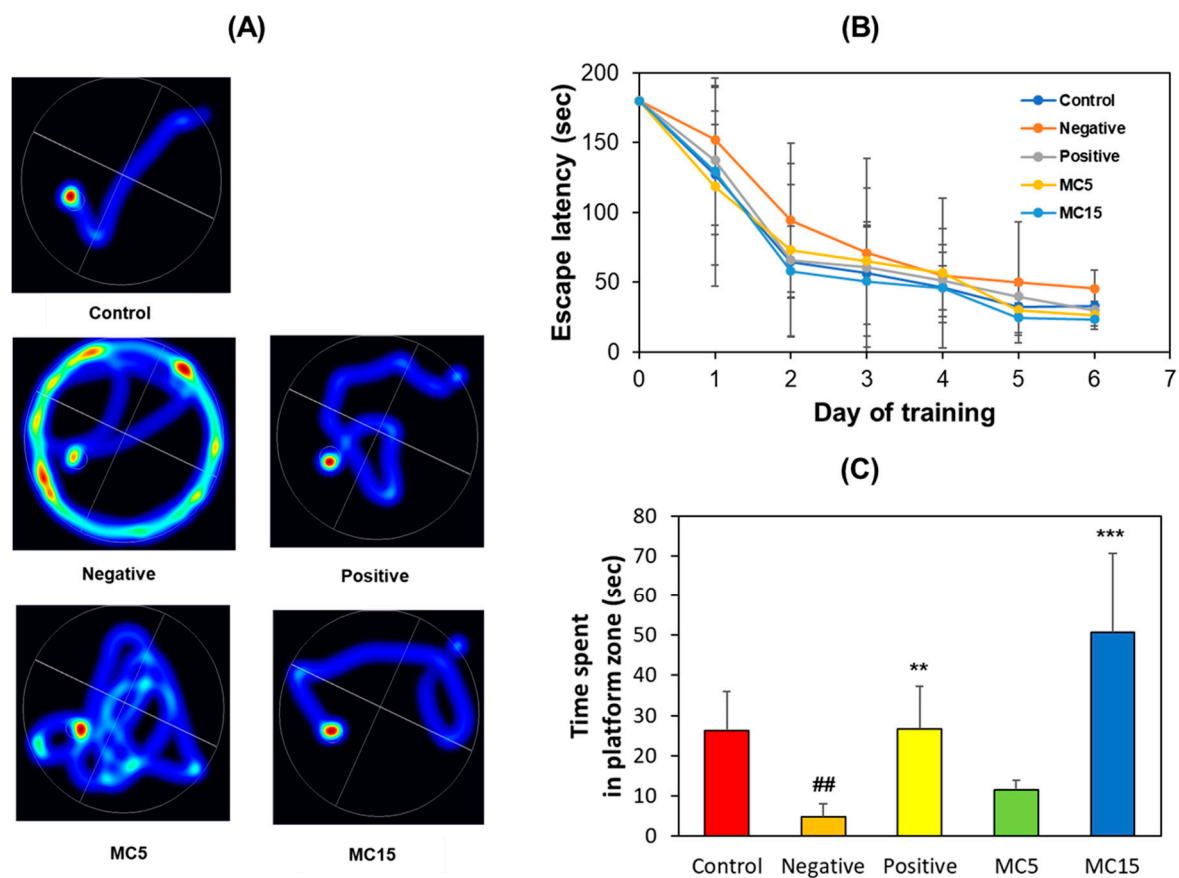 (A)
Control
Negative
Positive
MC5
MC15
(B)
Escape latency (sec)
200
150
100
50
0
0 1 2 3 4 5 6 7
Day of training
Control
Negative
Positive
MC5
MC15
(C)
Time spent
in platform zone (sec)
80
70
60
50
40
30
20
10
0
##
**
***
Control Negative Positive MC5 MC15